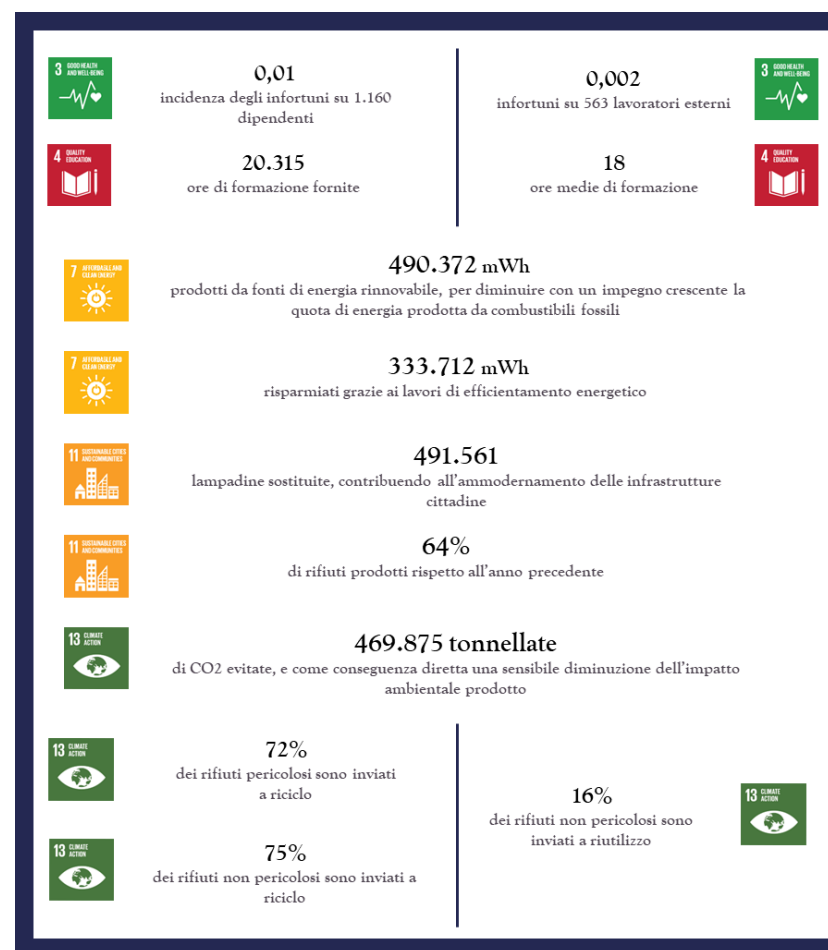 3 GOOD HEALTH
AND WELL-BEING
0,01
incidenza degli infortuni su 1.160
dipendenti
0,002
infortuni su 563 lavoratori esterni
3 GOOD HEALTH
AND WELL-BEING
4 QUALITY
EDUCATION
20.315
ore di formazione fornite
18
ore medie di formazione
4 QUALITY
EDUCATION
7 AFFORDABLE AND
CLEAN ENERGY
490.372 mWh
prodotti da fonti di energia rinnovabile, per diminuire con un impegno crescente la
quota di energia prodotta da combustibili fossili
7 AFFORDABLE AND
CLEAN ENERGY
333.712 mWh
risparmiati grazie ai lavori di efficientamento energetico
11 SUSTAINABLE CITIES
AND COMMUNITIES
491.561
lampadine sostituite, contribuendo all’ammodernamento delle infrastrutture
cittadine
11 SUSTAINABLE CITIES
AND COMMUNITIES
64%
di rifiuti prodotti rispetto all’anno precedente
13 CLIMATE
ACTION
469.875 tonnellate
di CO2 evitate, e come conseguenza diretta una sensibile diminuzione dell’impatto
ambientale prodotto
13 CLIMATE
ACTION
72%
dei rifiuti pericolosi sono inviati
a riciclo
13 CLIMATE
ACTION
75%
dei rifiuti non pericolosi sono inviati a
riciclo
16%
dei rifiuti non pericolosi sono
inviati a riutilizzo
13 CLIMATE
ACTION